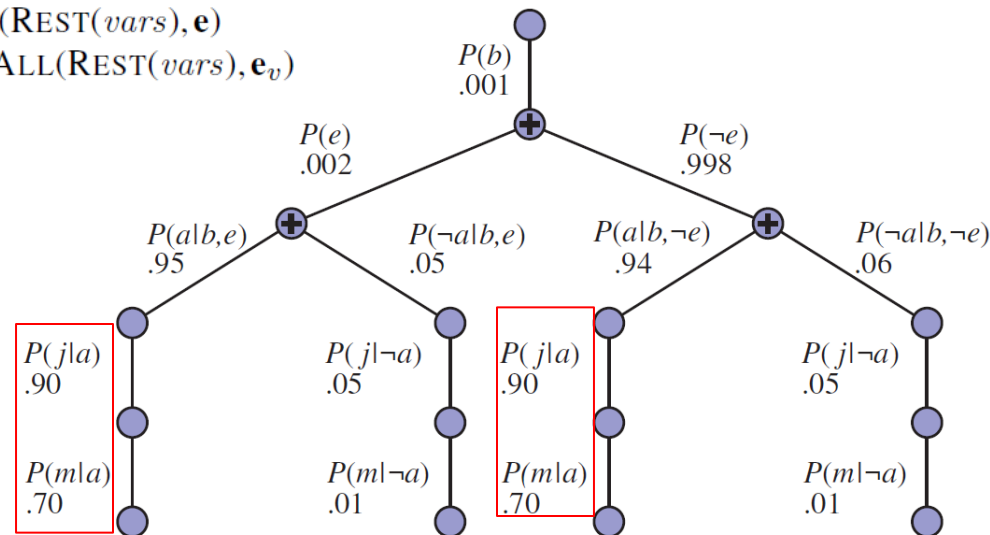 (REST(vars), e)
ALL(REST(vars), e_v)
P(b)
.001
P(e)
.002
P(¬e)
.998
P(a|b,e)
.95
P(¬a|b,e)
.05
P(a|b,¬e)
.94
P(¬a|b,¬e)
.06
P(j|a)
.90
P(j|¬a)
.05
P(j|a)
.90
P(j|¬a)
.05
P(m|a)
.70
P(m|¬a)
.01
P(m|a)
.70
P(m|¬a)
.01